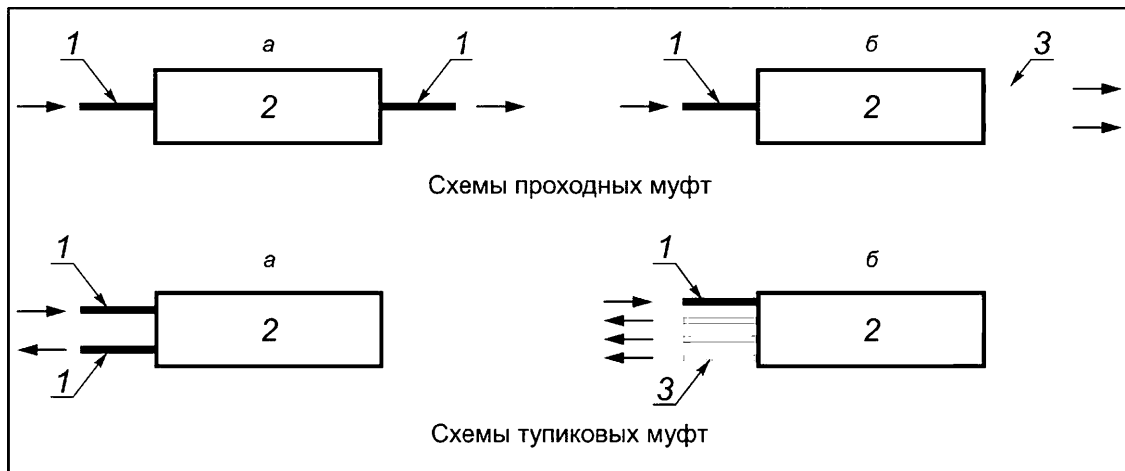 а б
1 1 1 3
2 2
Схемы проходных муфт
а б
1 1
2 2
1 3
Схемы тупиковых муфт